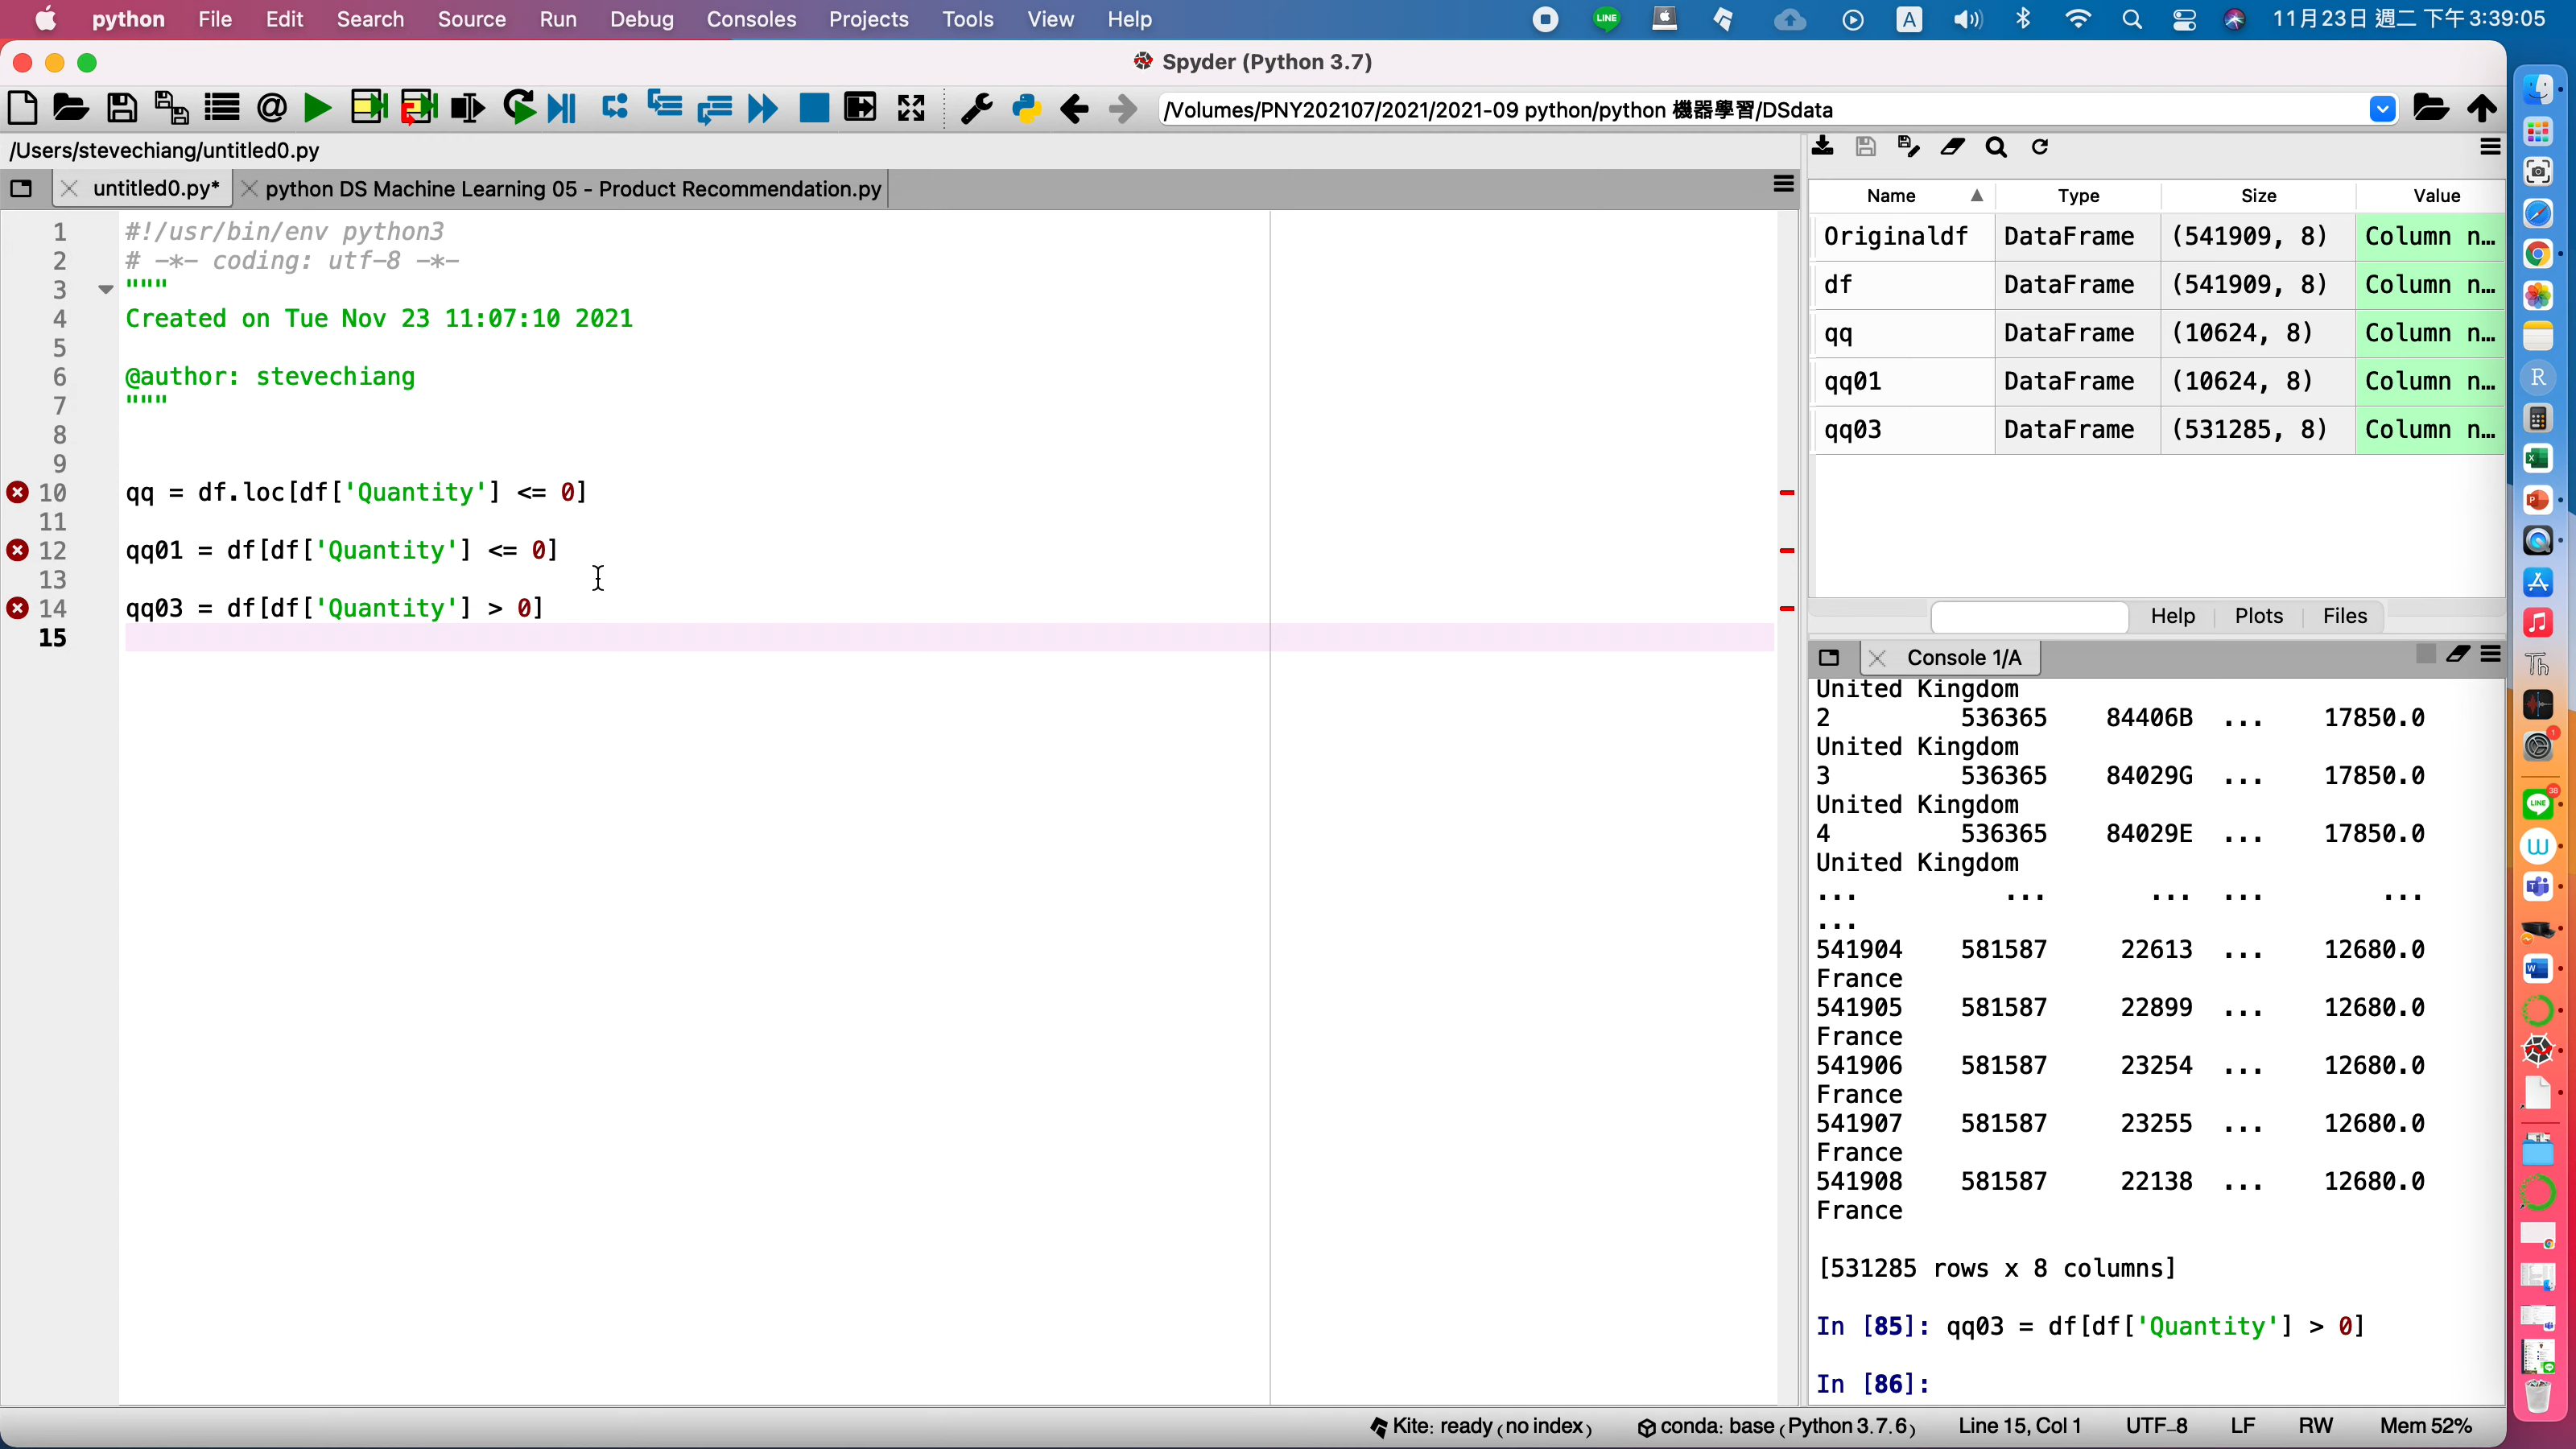 python File Edit Search Source Run Debug Consoles Projects Tools View Help LINE A 11月23日 週二 下午3:39:05
Spyder (Python 3.7)
/Volumes/PNY202107/2021/2021-09 python/python 機器學習/DSdata
/Users/stevechiang/untitled0.py
untitled0.py* python DS Machine Learning 05 - Product Recommendation.py
1 #!/usr/bin/env python3
2 # -*- coding: utf-8 -*-
3 """
4 Created on Tue Nov 23 11:07:10 2021
5
6 @author: stevechiang
7 """
8
9
10 qq = df.loc[df['Quantity'] <= 0]
11
12 qq01 = df[df['Quantity'] <= 0]
13
14 qq03 = df[df['Quantity'] > 0]
15
Name Type Size Value
Originaldf DataFrame (541909, 8) Column n…
df DataFrame (541909, 8) Column n…
qq DataFrame (10624, 8) Column n…
qq01 DataFrame (10624, 8) Column n…
qq03 DataFrame (531285, 8) Column n…
Help Plots Files
Console 1/A
United Kingdom
2 536365 84406B ... 17850.0
United Kingdom
3 536365 84029G ... 17850.0
United Kingdom
4 536365 84029E ... 17850.0
United Kingdom
... ... ... ... ...
...
541904 581587 22613 ... 12680.0
France
541905 581587 22899 ... 12680.0
France
541906 581587 23254 ... 12680.0
France
541907 581587 23255 ... 12680.0
France
541908 581587 22138 ... 12680.0
France
[531285 rows x 8 columns]
In [85]: qq03 = df[df['Quantity'] > 0]
In [86]:
Kite: ready (no index) conda: base (Python 3.7.6) Line 15, Col 1 UTF-8 LF RW Mem 52%